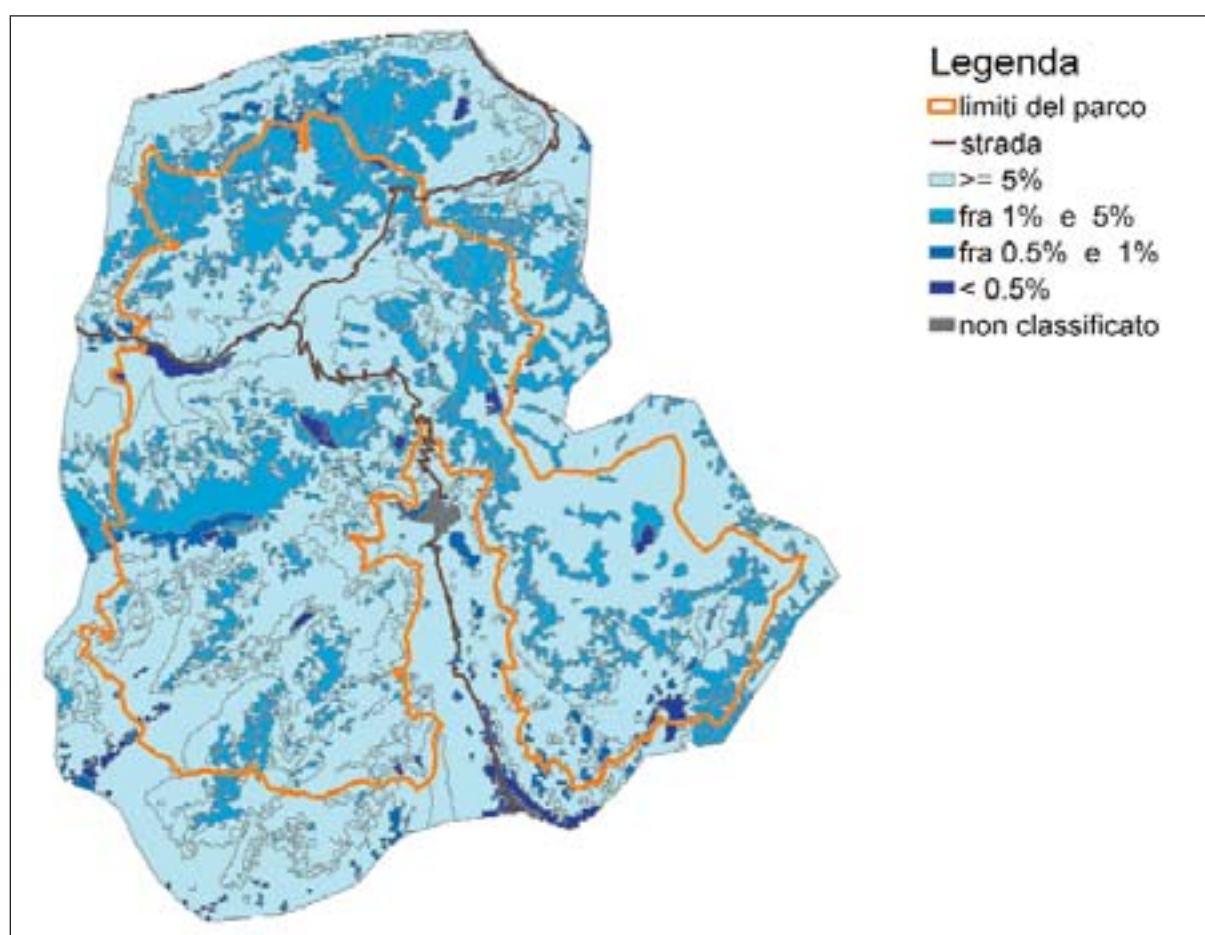 Legenda
limiti del parco
strada
>= 5%
fra 1% e 5%
fra 0.5% e 1%
< 0.5%
non classificato